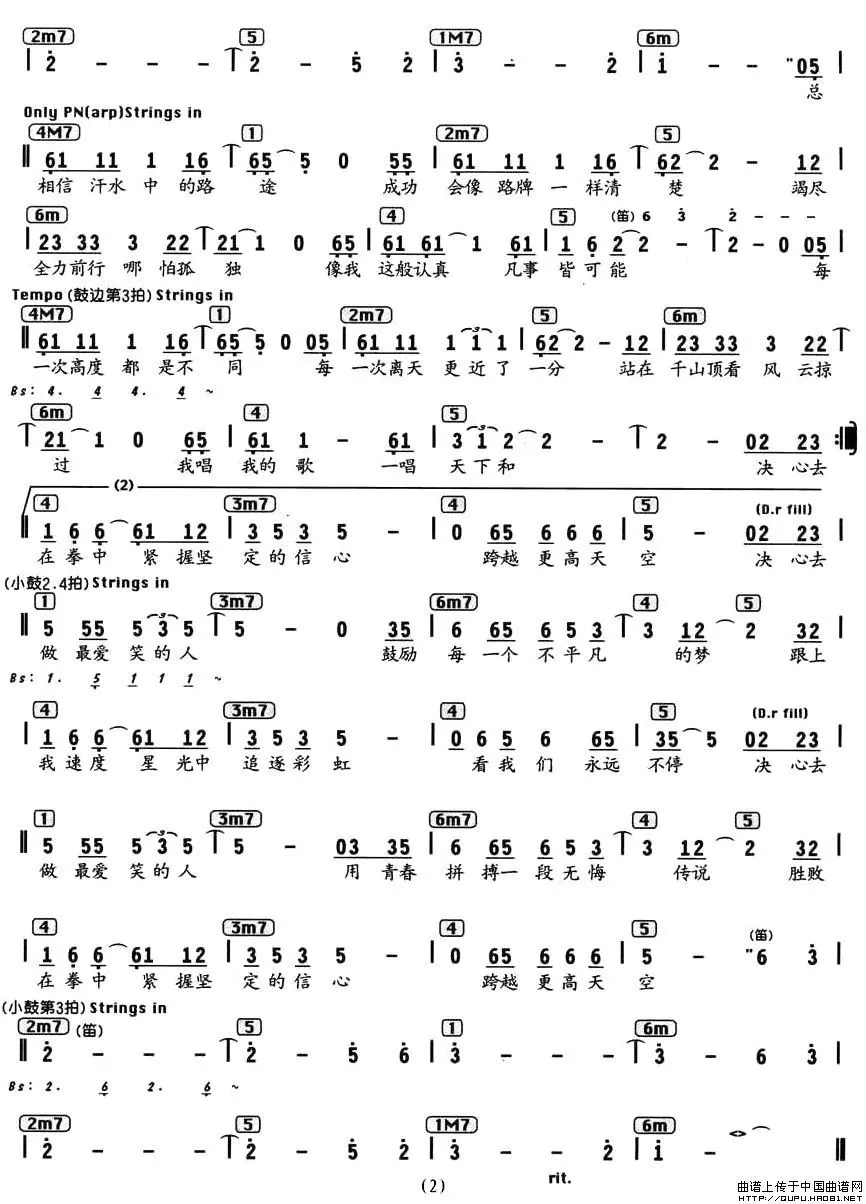 2m7 5 1M7 6m
| 2 - - - 2 - 5 2 | 3 - - 2 | i - - "05 |
总
Only PN(arp)Strings in
4M7 1 2m7 5
‖ 61 11 1 16 65 5 0 55 | 61 11 1 16 62 2 - 12 |
相信 汗水 中 的路 途 成功 会像 路牌 一 样清 楚 竭尽
6m 4 5 (笛) 6 3 2 - - -
| 23 33 3 22 21 1 0 65 | 61 61 1 61 | 1 6 2 2 - 2 - 0 05 |
全力前行 哪 怕孤 独 像我 这般认真 凡事 皆可能 每
Tempo (鼓边第3拍) Strings in
4M7 1 2m7 5 6m
‖ 61 11 1 16 65 5 0 05 | 61 11 1 i 1 | 62 2 - 12 | 23 33 3 22
一次高度 都 是不 同 每 一次离天 更近了 一分 站在 千山顶看 风 云掠
Bs: 4. 4 4. 4 ~
6m 4 5
21 1 0 65 | 61 1 - 61 | 3 i 2 2 - 2 - 02 23 :‖
过 我唱 我的 歌 一唱 天下和 决 心去
(2)
4 3m7 4 5 (D.r fill)
‖ 1 6 6 61 12 | 3 5 3 5 - | 0 65 6 6 6 | 5 - 02 23 |
在 拳中 紧 握坚 定的信 心 跨越 更高天 空 决 心去
(小鼓2.4拍) Strings in
1 3m7 6m7 4 5
‖ 5 55 5 3 5 5 - 0 35 | 6 65 6 5 3 3 12 2 32 |
做 最爱 笑的人 鼓励 每 一个 不平凡 的梦 跟上
Bs: 1. 5 1 1 1 ~
4 3m7 4 5 (D.r fill)
| 1 6 6 61 12 | 3 5 3 5 - | 0 6 5 6 65 | 35 5 02 23 |
我 速度 星 光中 追逐彩 虹 看我 们 永远 不停 决 心去
1 3m7 6m7 4 5
‖ 5 55 5 3 5 5 - 03 35 | 6 65 6 5 3 3 12 2 32 |
做 最爱 笑的人 用 青春 拼 搏一 段无悔 传说 胜败
4 3m7 4 5 (笛)
| 1 6 6 61 12 | 3 5 3 5 - | 0 65 6 6 6 | 5 - "6 3 |
在 拳中 紧 握坚 定的信 心 跨越 更高天 空
(小鼓第3拍) Strings in
2m7 (笛) 5 1 6m
‖ 2 - - - 2 - 5 6 | 3 - - - 3 - 6 3 |
Bs: 2. 6 2. 6 ~
2m7 5 1M7 6m
| 2 - - - 2 - 5 2 | 3 - - 2 | i - <> ‖
(2) rit.
曲谱上传于中国曲谱网
HTTP://QUPU.HAO81.NET